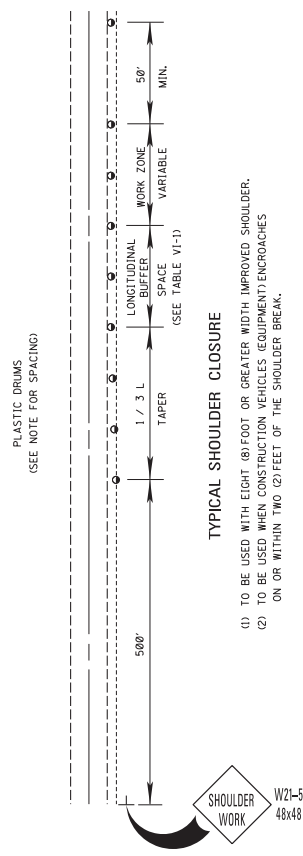 PLASTIC DRUMS
(SEE NOTE FOR SPACING)
500'
1 / 3 L
TAPER
LONGITUDINAL
BUFFER
SPACE
(SEE TABLE VI-1)
WORK ZONE
VARIABLE
50'
MIN.
TYPICAL SHOULDER CLOSURE
(1) TO BE USED WITH EIGHT (8) FOOT OR GREATER WIDTH IMPROVED SHOULDER.
(2) TO BE USED WHEN CONSTRUCTION VEHICLES (EQUIPMENT) ENCROACHES
ON OR WITHIN TWO (2) FEET OF THE SHOULDER BREAK.
SHOULDER
WORK
W21-5
48x48